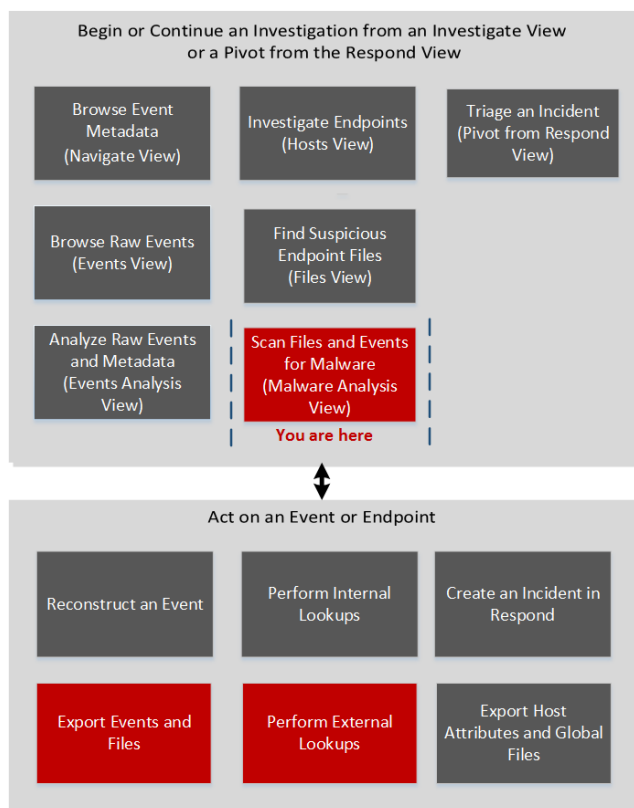 Begin or Continue an Investigation from an Investigate View
or a Pivot from the Respond View
Browse Event
Metadata
(Navigate View)
Investigate Endpoints
(Hosts View)
Triage an Incident
(Pivot from Respond
View)
Browse Raw Events
(Events View)
Find Suspicious
Endpoint Files
(Files View)
Analyze Raw Events
and Metadata
(Events Analysis
View)
Scan Files and Events
for Malware
(Malware Analysis
View)
You are here
Act on an Event or Endpoint
Reconstruct an Event
Perform Internal
Lookups
Create an Incident in
Respond
Export Events and
Files
Perform External
Lookups
Export Host
Attributes and Global
Files